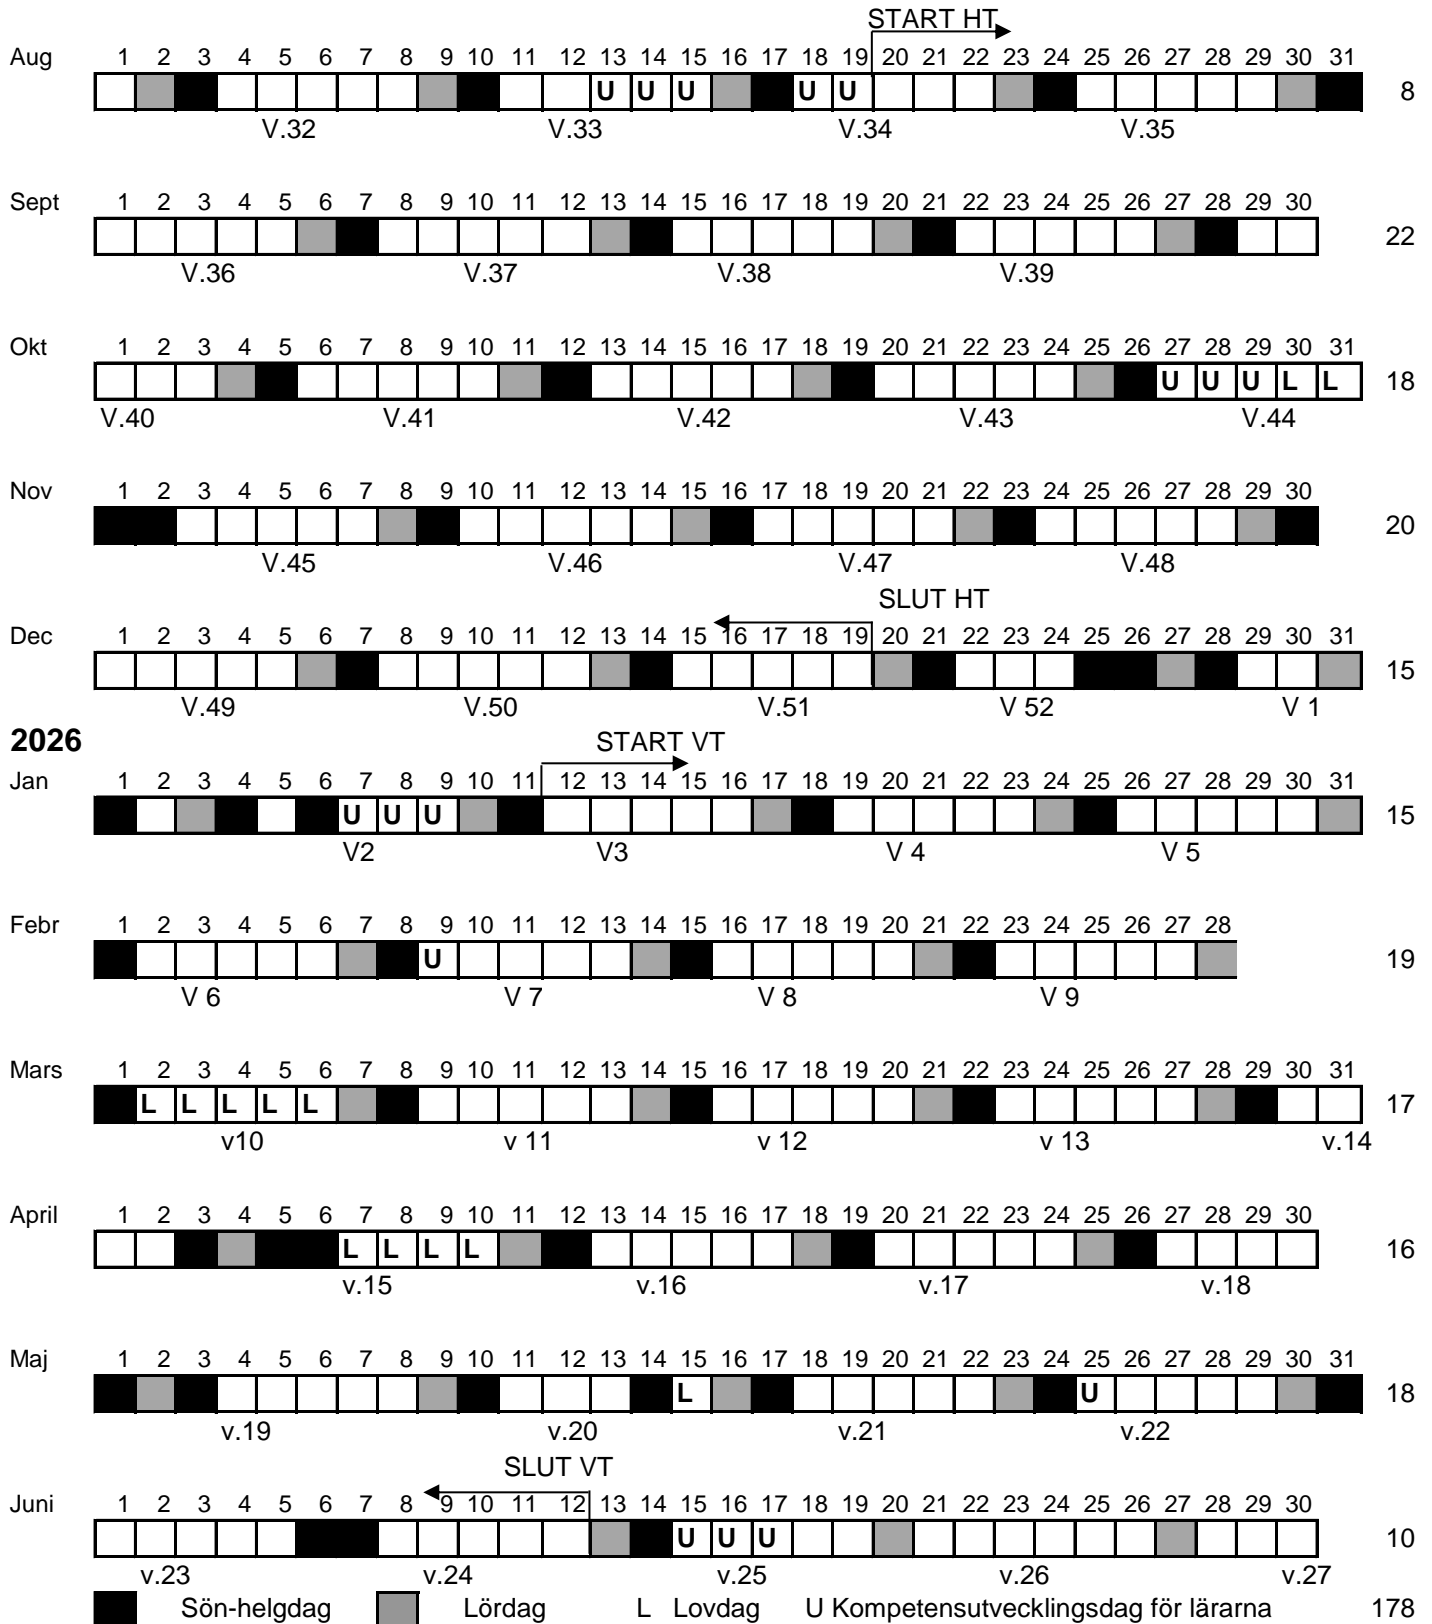 START HT
Aug 1 2 3 4 5 6 7 8 9 10 11 12 13 14 15 16 17 18 19 20 21 22 23 24 25 26 27 28 29 30 31
U U U U U 8
V.32 V.33 V.34 V.35
Sept 1 2 3 4 5 6 7 8 9 10 11 12 13 14 15 16 17 18 19 20 21 22 23 24 25 26 27 28 29 30
22
V.36 V.37 V.38 V.39
Okt 1 2 3 4 5 6 7 8 9 10 11 12 13 14 15 16 17 18 19 20 21 22 23 24 25 26 27 28 29 30 31
U U U L L 18
V.40 V.41 V.42 V.43 V.44
Nov 1 2 3 4 5 6 7 8 9 10 11 12 13 14 15 16 17 18 19 20 21 22 23 24 25 26 27 28 29 30
20
V.45 V.46 V.47 V.48
SLUT HT
Dec 1 2 3 4 5 6 7 8 9 10 11 12 13 14 15 16 17 18 19 20 21 22 23 24 25 26 27 28 29 30 31
15
V.49 V.50 V.51 V 52 V 1
2026
START VT
Jan 1 2 3 4 5 6 7 8 9 10 11 12 13 14 15 16 17 18 19 20 21 22 23 24 25 26 27 28 29 30 31
U U U 15
V2 V3 V 4 V 5
Febr 1 2 3 4 5 6 7 8 9 10 11 12 13 14 15 16 17 18 19 20 21 22 23 24 25 26 27 28
U 19
V 6 V 7 V 8 V 9
Mars 1 2 3 4 5 6 7 8 9 10 11 12 13 14 15 16 17 18 19 20 21 22 23 24 25 26 27 28 29 30 31
L L L L L 17
v10 v 11 v 12 v 13 v.14
April 1 2 3 4 5 6 7 8 9 10 11 12 13 14 15 16 17 18 19 20 21 22 23 24 25 26 27 28 29 30
L L L L 16
v.15 v.16 v.17 v.18
Maj 1 2 3 4 5 6 7 8 9 10 11 12 13 14 15 16 17 18 19 20 21 22 23 24 25 26 27 28 29 30 31
L U 18
v.19 v.20 v.21 v.22
SLUT VT
Juni 1 2 3 4 5 6 7 8 9 10 11 12 13 14 15 16 17 18 19 20 21 22 23 24 25 26 27 28 29 30
U U U 10
v.23 v.24 v.25 v.26 v.27
Sön-helgdag Lördag L Lovdag U Kompetensutvecklingsdag för lärarna 178